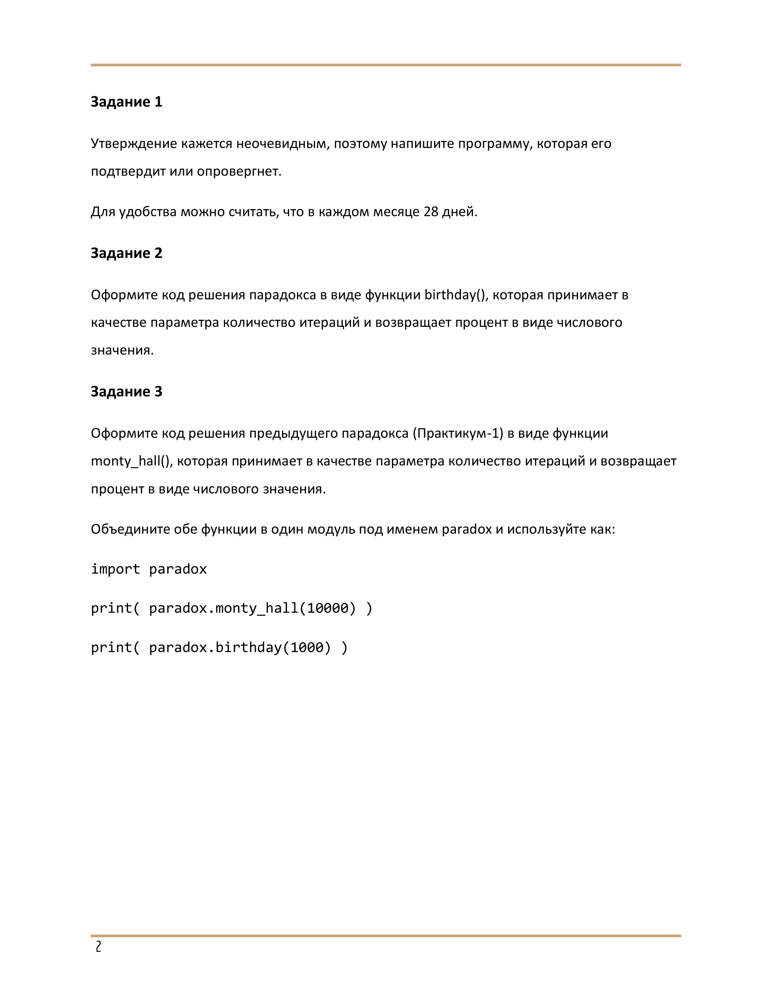 Задание 1
Утверждение кажется неочевидным, поэтому напишите программу, которая его
подтвердит или опровергнет.
Для удобства можно считать, что в каждом месяце 28 дней.
Задание 2
Оформите код решения парадокса в виде функции birthday(), которая принимает в
качестве параметра количество итераций и возвращает процент в виде числового
значения.
Задание 3
Оформите код решения предыдущего парадокса (Практикум-1) в виде функции
monty_hall(), которая принимает в качестве параметра количество итераций и возвращает
процент в виде числового значения.
Объедините обе функции в один модуль под именем paradox и используйте как:
import paradox
print( paradox.monty_hall(10000) )
print( paradox.birthday(1000) )
2